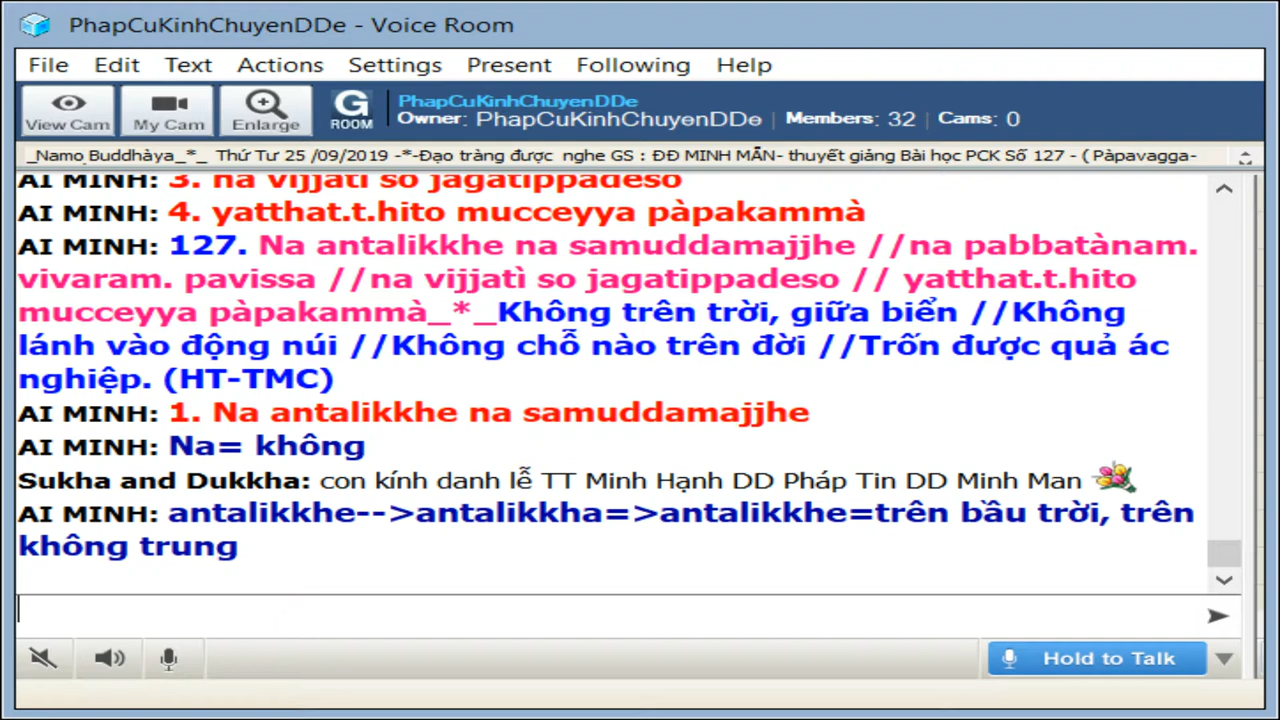 PhapCuKinhChuyenDDe - Voice Room
File Edit Text Actions Settings Present Following Help
View Cam My Cam Enlarge G ROOM
PhapCuKinhChuyenDDe
Owner: PhapCuKinhChuyenDDe | Members: 32 | Cams: 0
_Namo Buddhàya_*_ Thứ Tư 25 /09/2019 -*-Đạo tràng được nghe GS : ĐĐ MINH MẪN- thuyết giảng Bài học PCK Số 127 - ( Pàpavagga-
AI MINH: 3. na vijjatì so jagatippadeso
AI MINH: 4. yatthat.t.hito mucceyya pàpakammà
AI MINH: 127. Na antalikkhe na samuddamajjhe //na pabbatànam.
vivaram. pavissa //na vijjatì so jagatippadeso // yatthat.t.hito
mucceyya pàpakammà_*_Không trên trời, giữa biển //Không
lánh vào động núi //Không chỗ nào trên đời //Trốn được quả ác
nghiệp. (HT-TMC)
AI MINH: 1. Na antalikkhe na samuddamajjhe
AI MINH: Na= không
Sukha and Dukkha: con kính danh lễ TT Minh Hạnh DD Pháp Tin DD Minh Man
AI MINH: antalikkhe-->antalikkha=>antalikkhe=trên bầu trời, trên
không trung
Hold to Talk